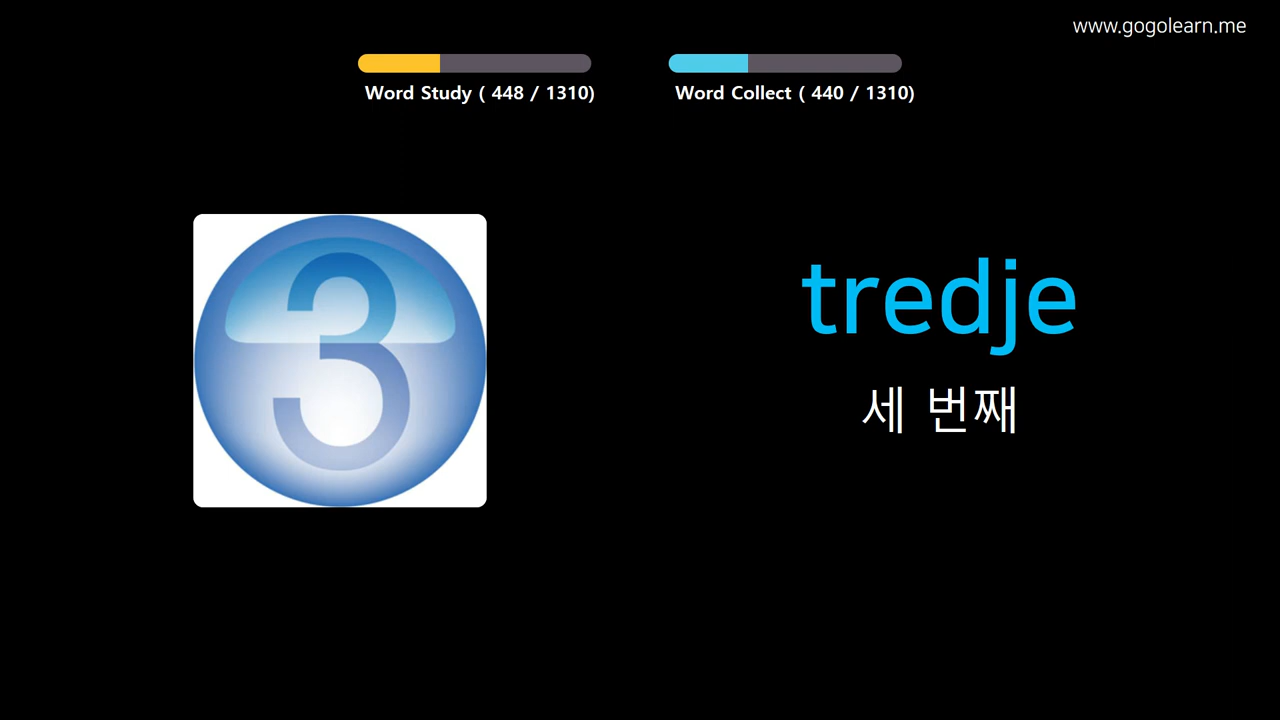 www.gogolearn.me
Word Study ( 448 / 1310)
Word Collect ( 440 / 1310)
3
tredje
세 번째